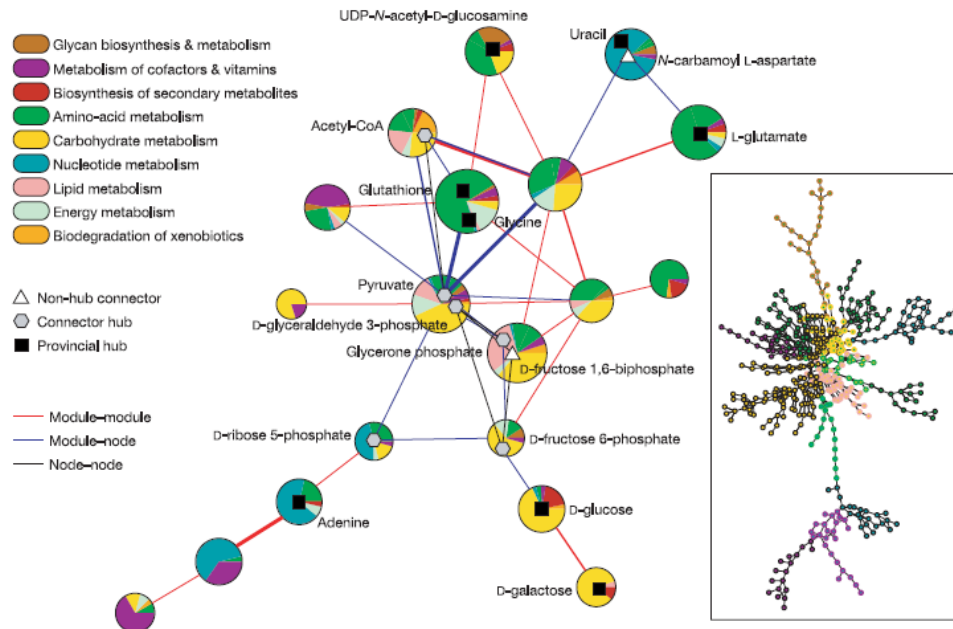 Glycan biosynthesis & metabolism
Metabolism of cofactors & vitamins
Biosynthesis of secondary metabolites
Amino-acid metabolism
Carbohydrate metabolism
Nucleotide metabolism
Lipid metabolism
Energy metabolism
Biodegradation of xenobiotics
Non-hub connector
Connector hub
Provincial hub
Module–module
Module–node
Node–node
UDP-N-acetyl-D-glucosamine
Uracil
N-carbamoyl L-aspartate
Acetyl-CoA
L-glutamate
Glutathione
Glycine
Pyruvate
D-glyceraldehyde 3-phosphate
Glycerone phosphate
D-fructose 1,6-biphosphate
D-ribose 5-phosphate
D-fructose 6-phosphate
Adenine
D-glucose
D-galactose